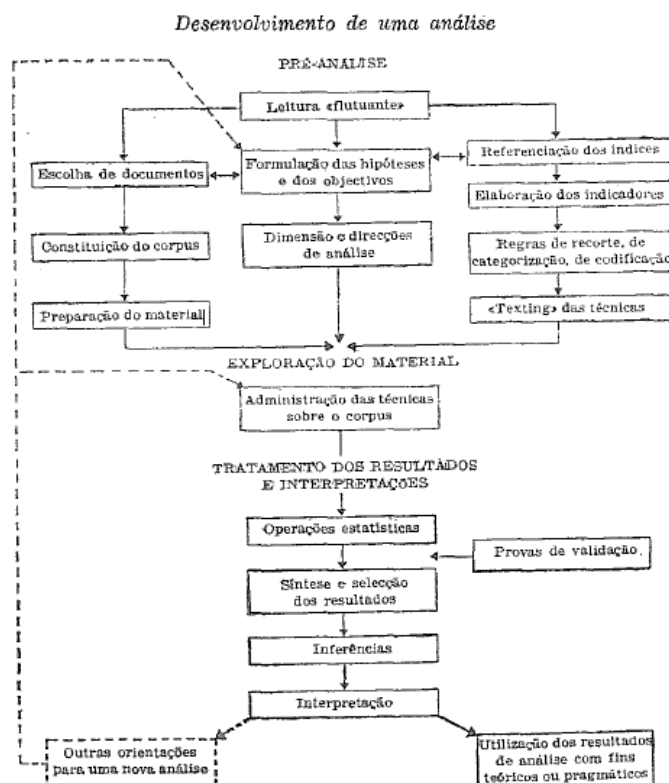 Desenvolvimento de uma análise
PRÉ-ANALISE
Leitura «flutuante»
Escolha de documentos
Formulação das hipóteses
e dos objectivos
Referenciação dos índices
Elaboração dos indicadores
Constituição do corpus
Dimensão e direcções
de análise
Regras de recorte, de
categorização, de codificação
Preparação do material
«Texting» das técnicas
EXPLORAÇÃO DO MATERIAL
Administração das técnicas
sobre o corpus
TRATAMENTO DOS RESULTADOS
E INTERPRETAÇÕES
Operações estatísticas
Provas de validação
Síntese e selecção
dos resultados
Inferências
Interpretação
Outras orientações
para uma nova análise
Utilização dos resultados
de análise com fins
teóricos ou pragmáticos